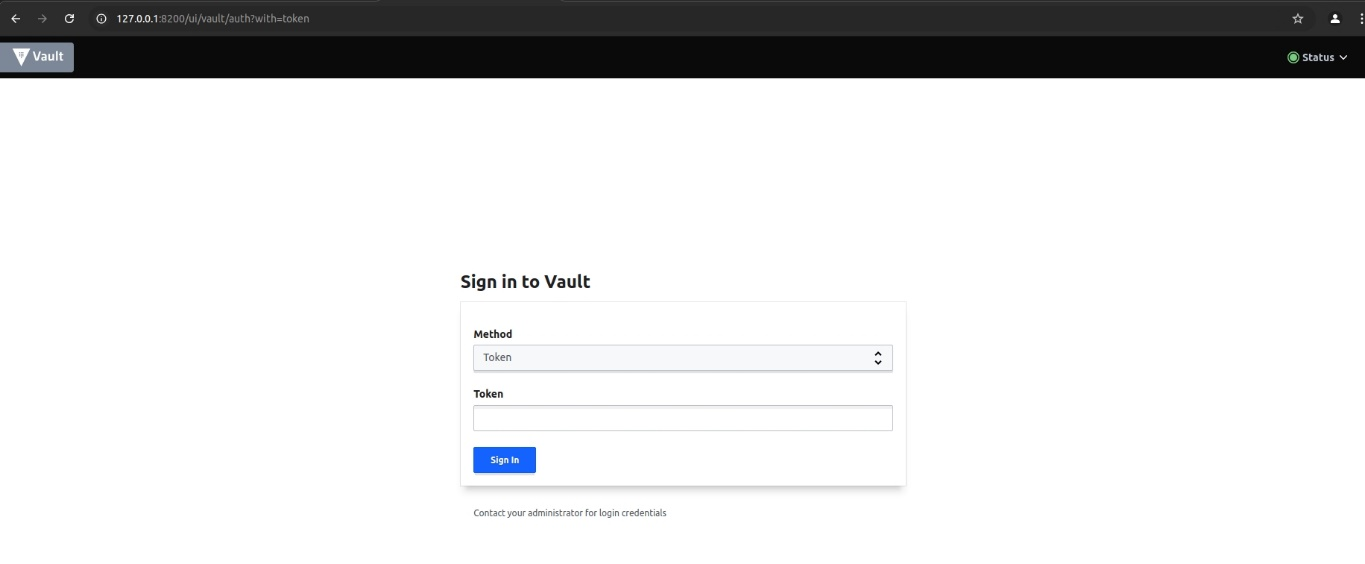 127.0.0.1:8200/ui/vault/auth?with=token
Vault
Status
Sign in to Vault
Method
Token
Token
Sign In
Contact your administrator for login credentials